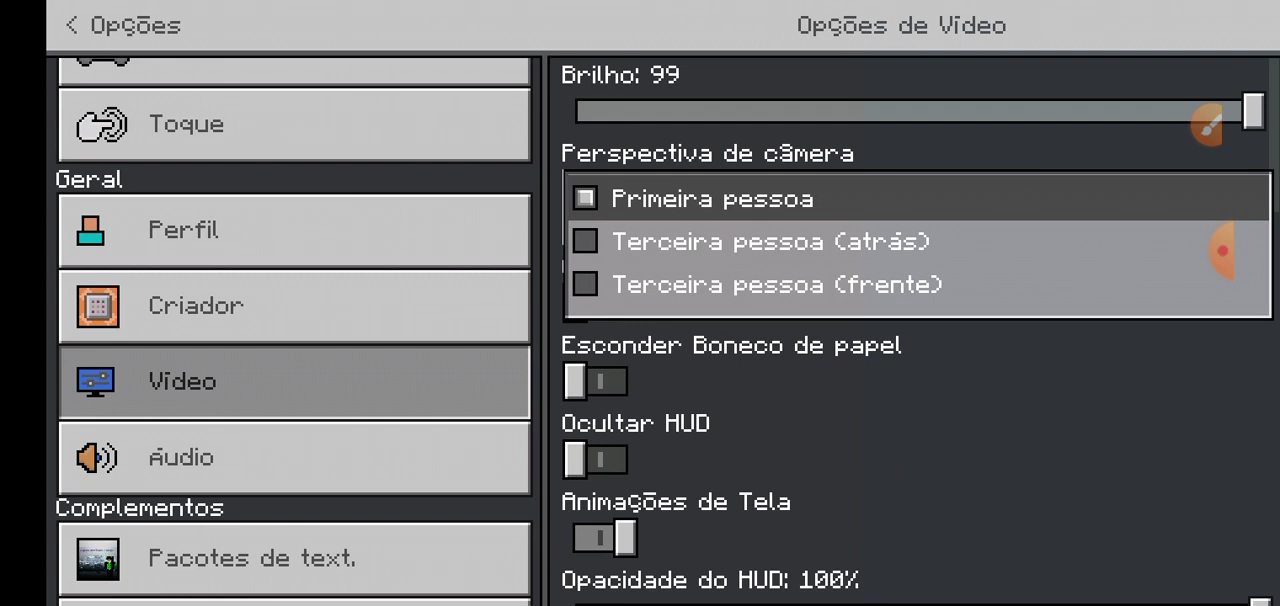 < Opções
Opções de Vídeo
Toque
Geral
Perfil
Criador
Vídeo
Áudio
Complementos
Pacotes de text.
Brilho: 99
Perspectiva de câmera
Primeira pessoa
Terceira pessoa (atrás)
Terceira pessoa (frente)
Esconder Boneco de papel
Ocultar HUD
Animações de Tela
Opacidade do HUD: 100%